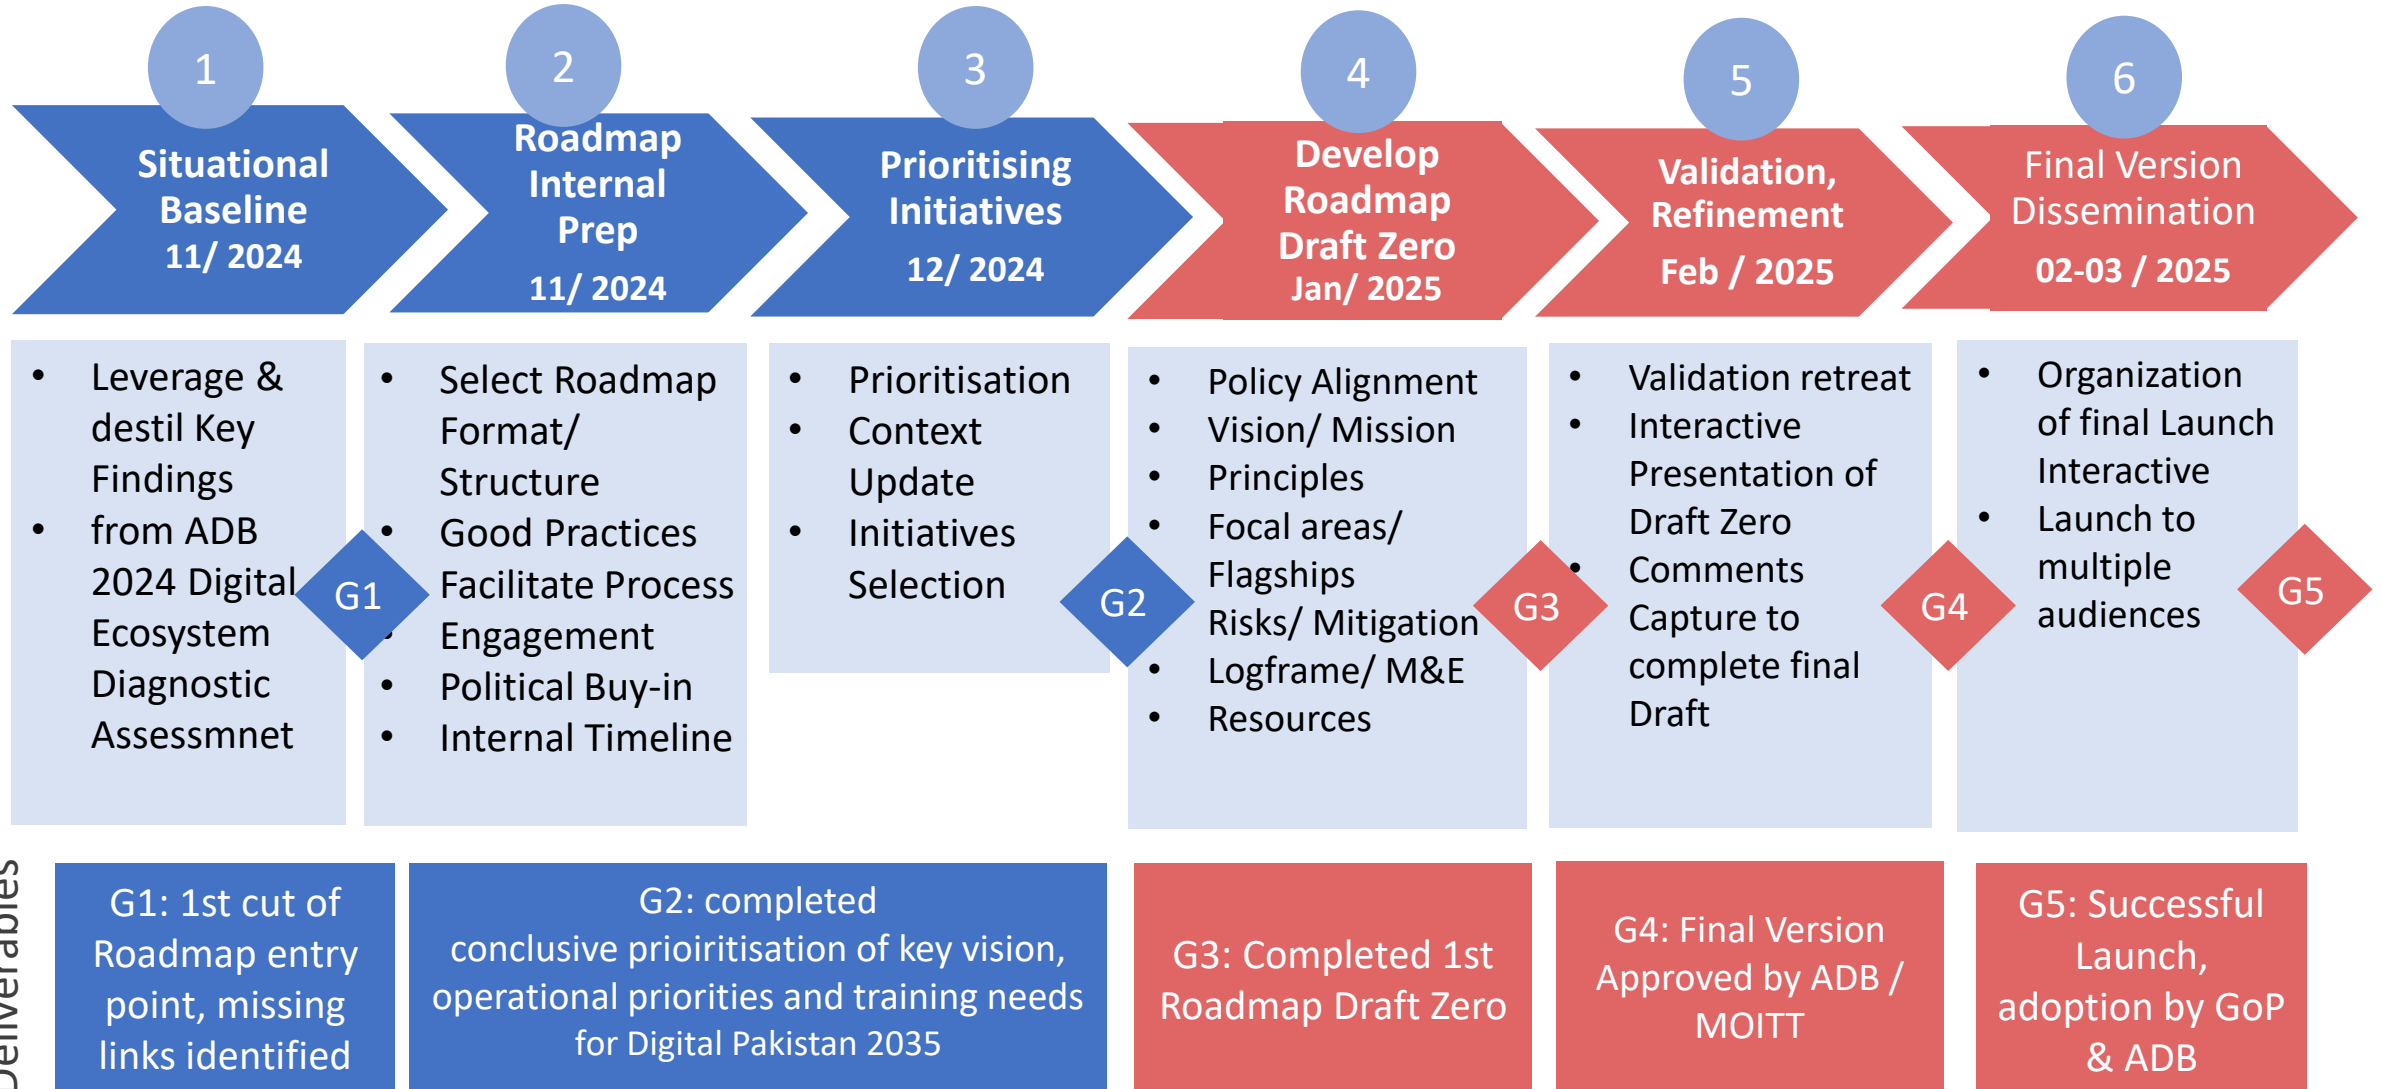 1
Situational
Baseline
11/ 2024
2
Roadmap
Internal
Prep
11/ 2024
3
Prioritising
Initiatives
12/ 2024
4
Develop
Roadmap
Draft Zero
Jan/ 2025
5
Validation,
Refinement
Feb / 2025
6
Final Version
Dissemination
02-03 / 2025
• Leverage &
destil Key
Findings
• from ADB
2024 Digital
Ecosystem
Diagnostic
Assessmnet
G1
• Select Roadmap
Format/
Structure
• Good Practices
Facilitate Process
• Engagement
• Political Buy-in
• Internal Timeline
• Prioritisation
• Context
Update
• Initiatives
Selection
G2
• Policy Alignment
• Vision/ Mission
• Principles
• Focal areas/
Flagships
Risks/ Mitigation
• Logframe/ M&E
• Resources
G3
• Validation retreat
• Interactive
Presentation of
Draft Zero
• Comments
Capture to
complete final
Draft
G4
• Organization
of final Launch
Interactive
• Launch to
multiple
audiences
G5
Deliverables
G1: 1st cut of
Roadmap entry
point, missing
links identified
G2: completed
conclusive prioiritisation of key vision,
operational priorities and training needs
for Digital Pakistan 2035
G3: Completed 1st
Roadmap Draft Zero
G4: Final Version
Approved by ADB /
MOITT
G5: Successful
Launch,
adoption by GoP
& ADB